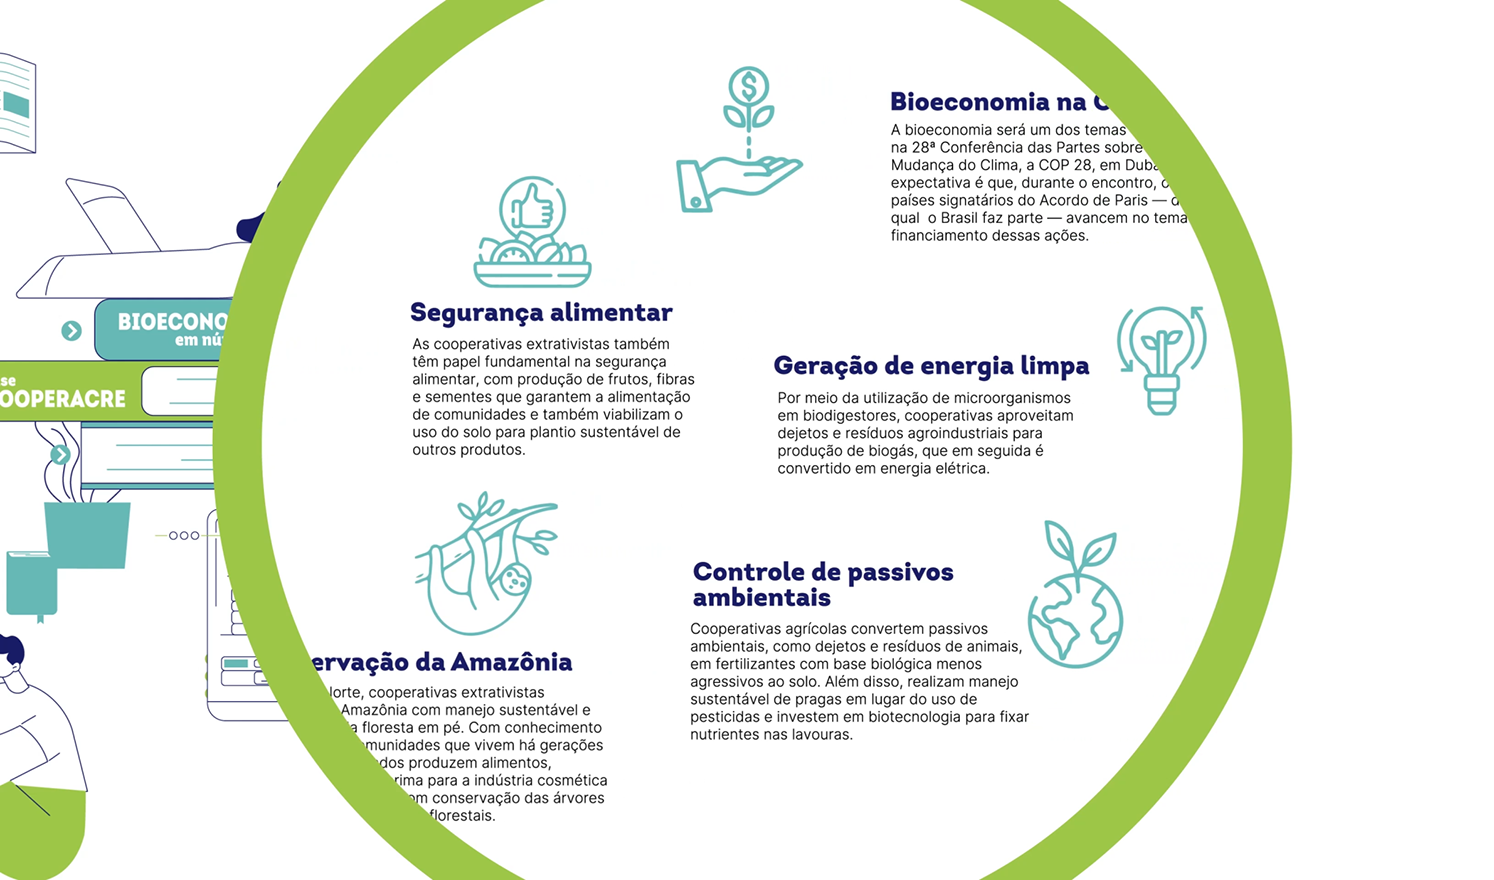 Bioeconomia na
A bioeconomia será um dos temas
na 28ª Conferência das Partes sobre
Mudança do Clima, a COP 28, em
expectativa é que, durante o encontro,
países signatários do Acordo de Paris —
qual o Brasil faz parte — avancem no tema
financiamento dessas ações.
Segurança alimentar
As cooperativas extrativistas também
têm papel fundamental na segurança
alimentar, com produção de frutos, fibras
e sementes que garantem a alimentação
de comunidades e também viabilizam o
uso do solo para plantio sustentável de
outros produtos.
Geração de energia limpa
Por meio da utilização de microorganismos
em biodigestores, cooperativas aproveitam
dejetos e resíduos agroindustriais para
produção de biogás, que em seguida é
convertido em energia elétrica.
BIOECONO
em nú
se
OOPERACRE
Controle de passivos
ambientais
Cooperativas agrícolas convertem passivos
ambientais, como dejetos e resíduos de animais,
em fertilizantes com base biológica menos
agressivos ao solo. Além disso, realizam manejo
sustentável de pragas em lugar do uso de
pesticidas e investem em biotecnologia para fixar
nutrientes nas lavouras.
ervação da Amazônia
orte, cooperativas extrativistas
Amazônia com manejo sustentável e
a floresta em pé. Com conhecimento
munidades que vivem há gerações
dos produzem alimentos,
rima para a indústria cosmética
om conservação das árvores
florestais.